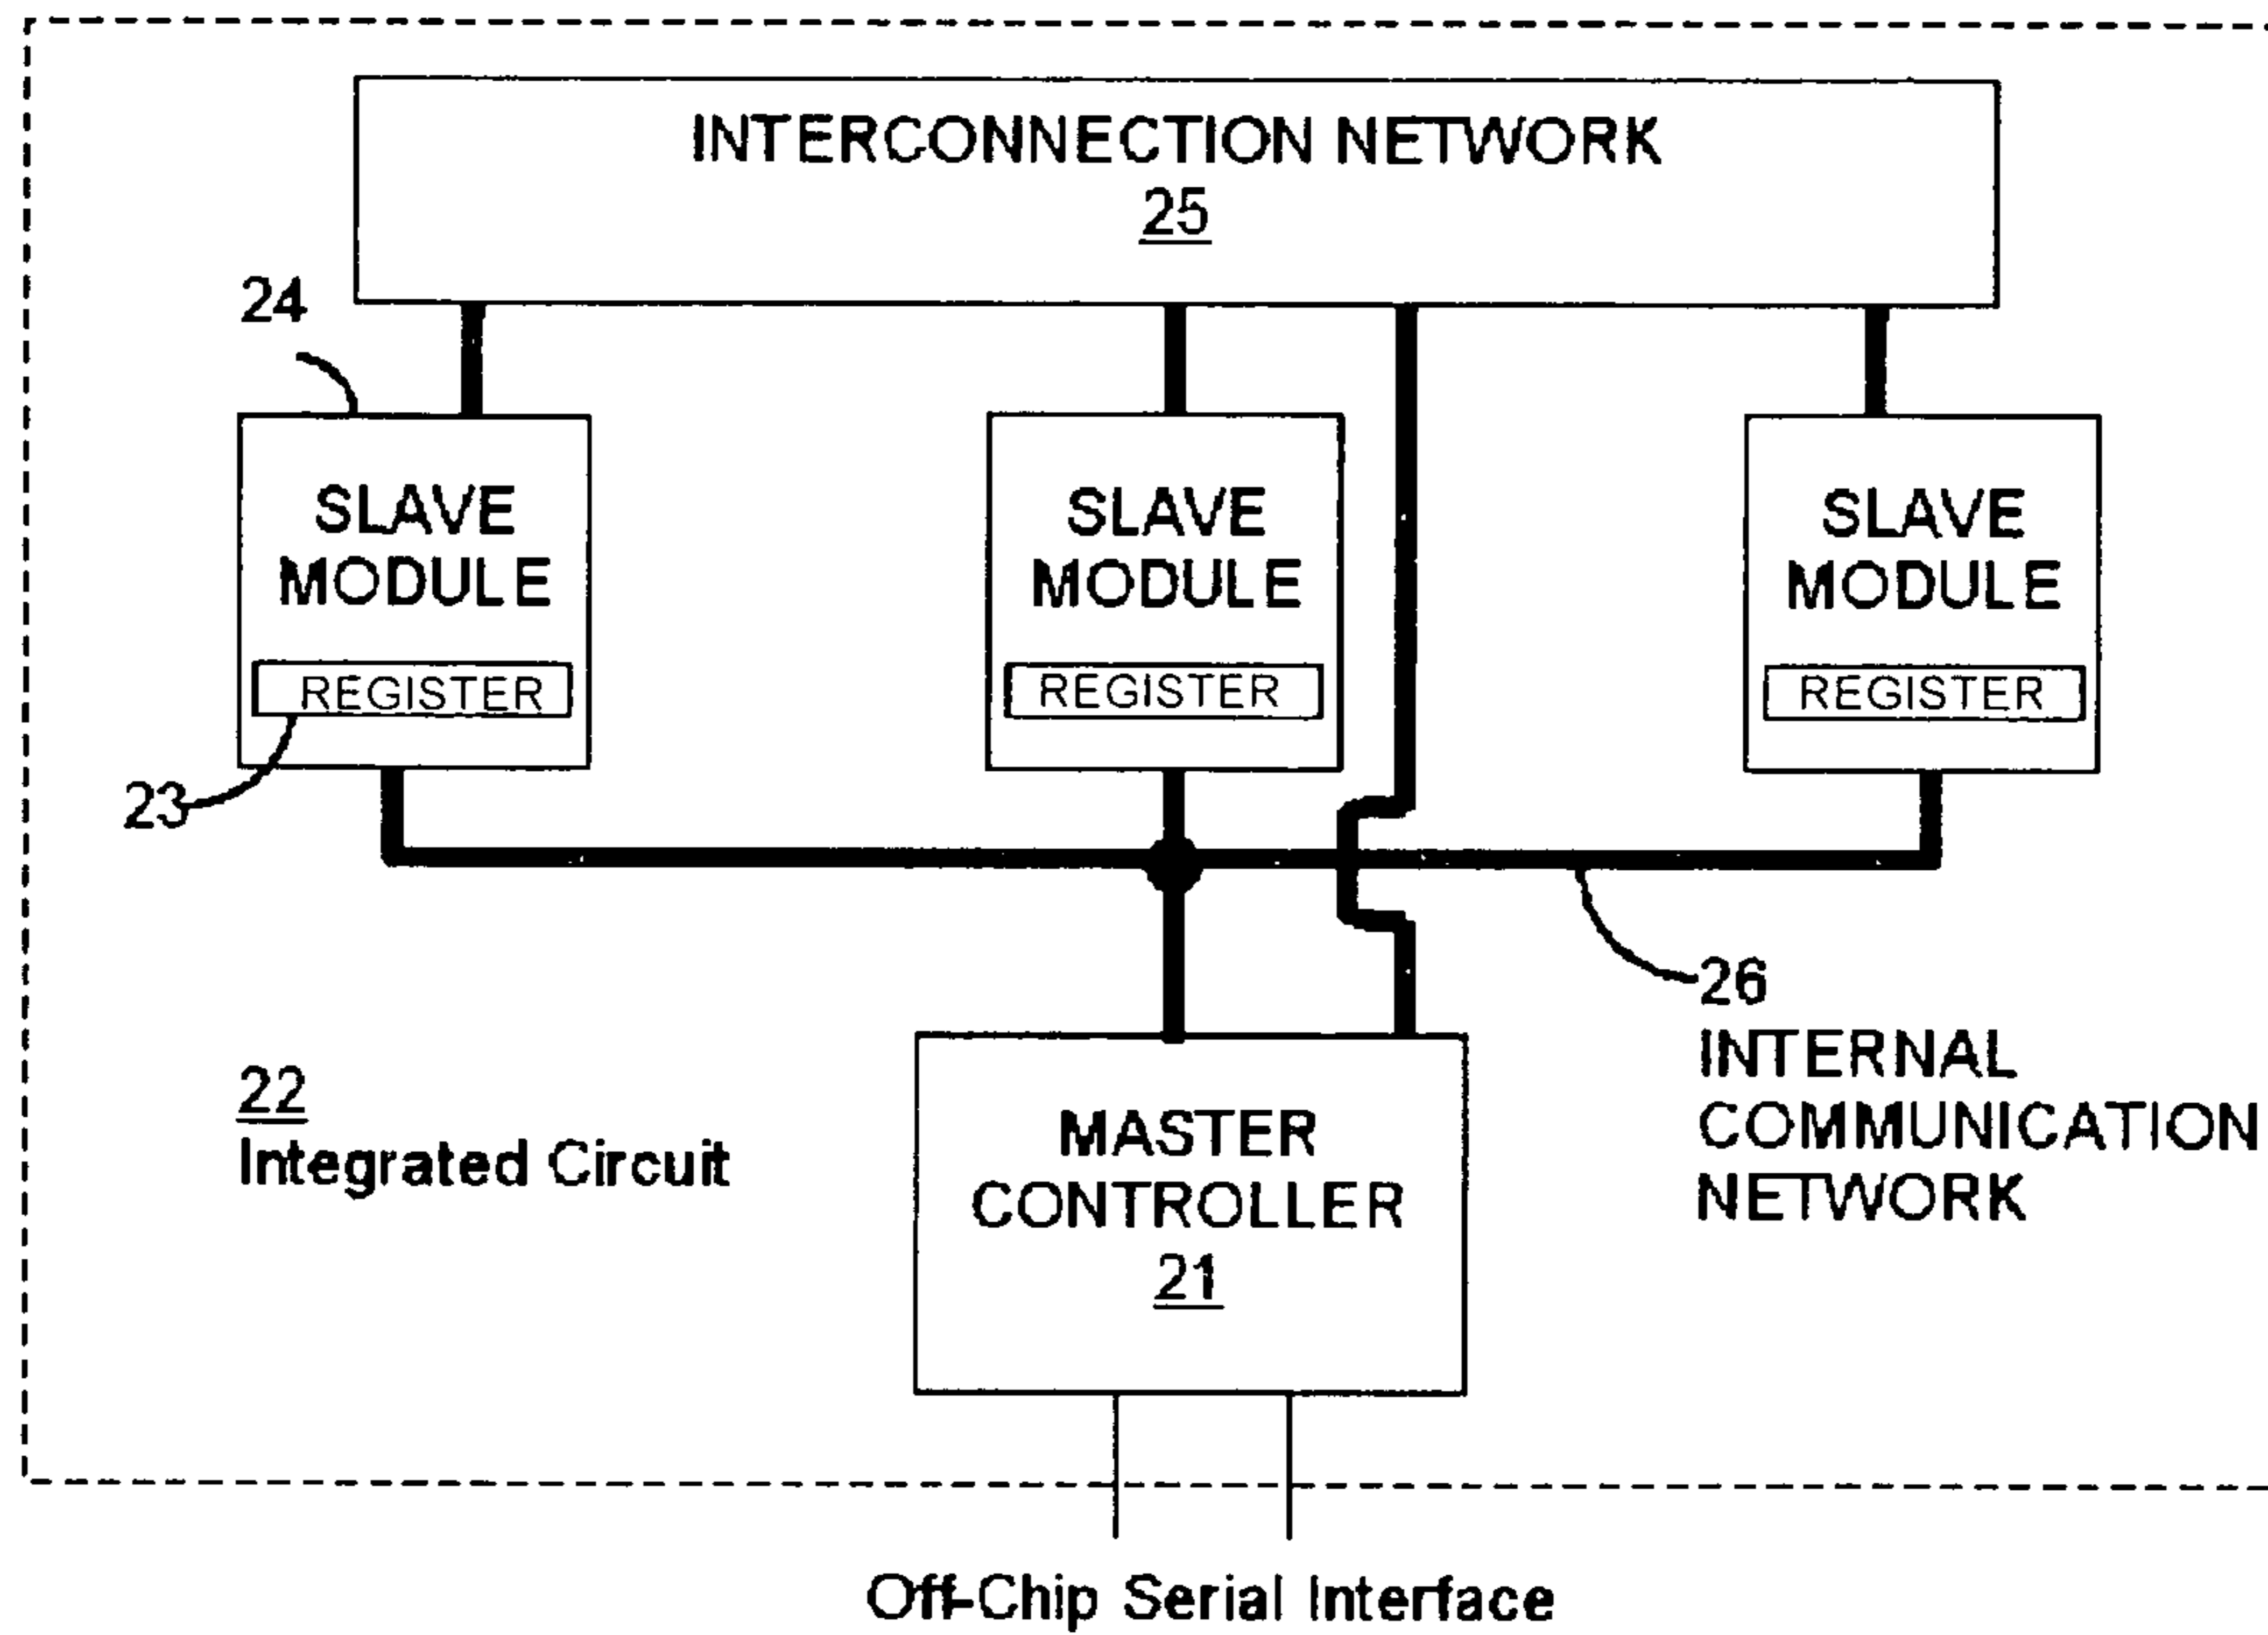 INTERCONNECTION NETWORK
25
24
SLAVE
MODULE
REGISTER
23
SLAVE
MODULE
REGISTER
SLAVE
MODULE
REGISTER
26
INTERNAL
COMMUNICATION
NETWORK
22
Integrated Circuit
MASTER
CONTROLLER
21
Off-Chip Serial Interface